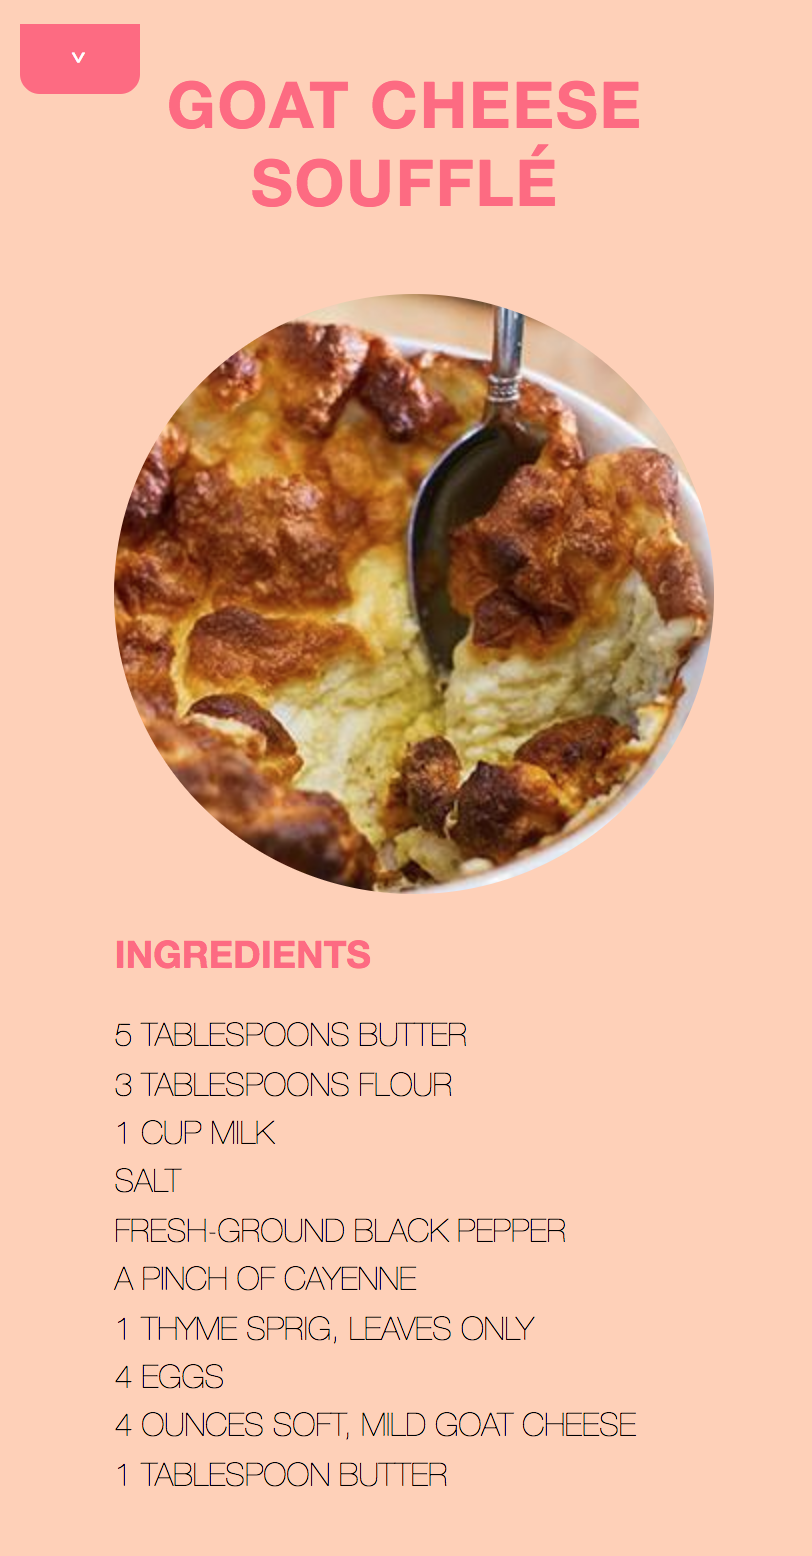 v
GOAT CHEESE
SOUFFLÉ
INGREDIENTS
5 TABLESPOONS BUTTER
3 TABLESPOONS FLOUR
1 CUP MILK
SALT
FRESH-GROUND BLACK PEPPER
A PINCH OF CAYENNE
1 THYME SPRIG, LEAVES ONLY
4 EGGS
4 OUNCES SOFT, MILD GOAT CHEESE
1 TABLESPOON BUTTER